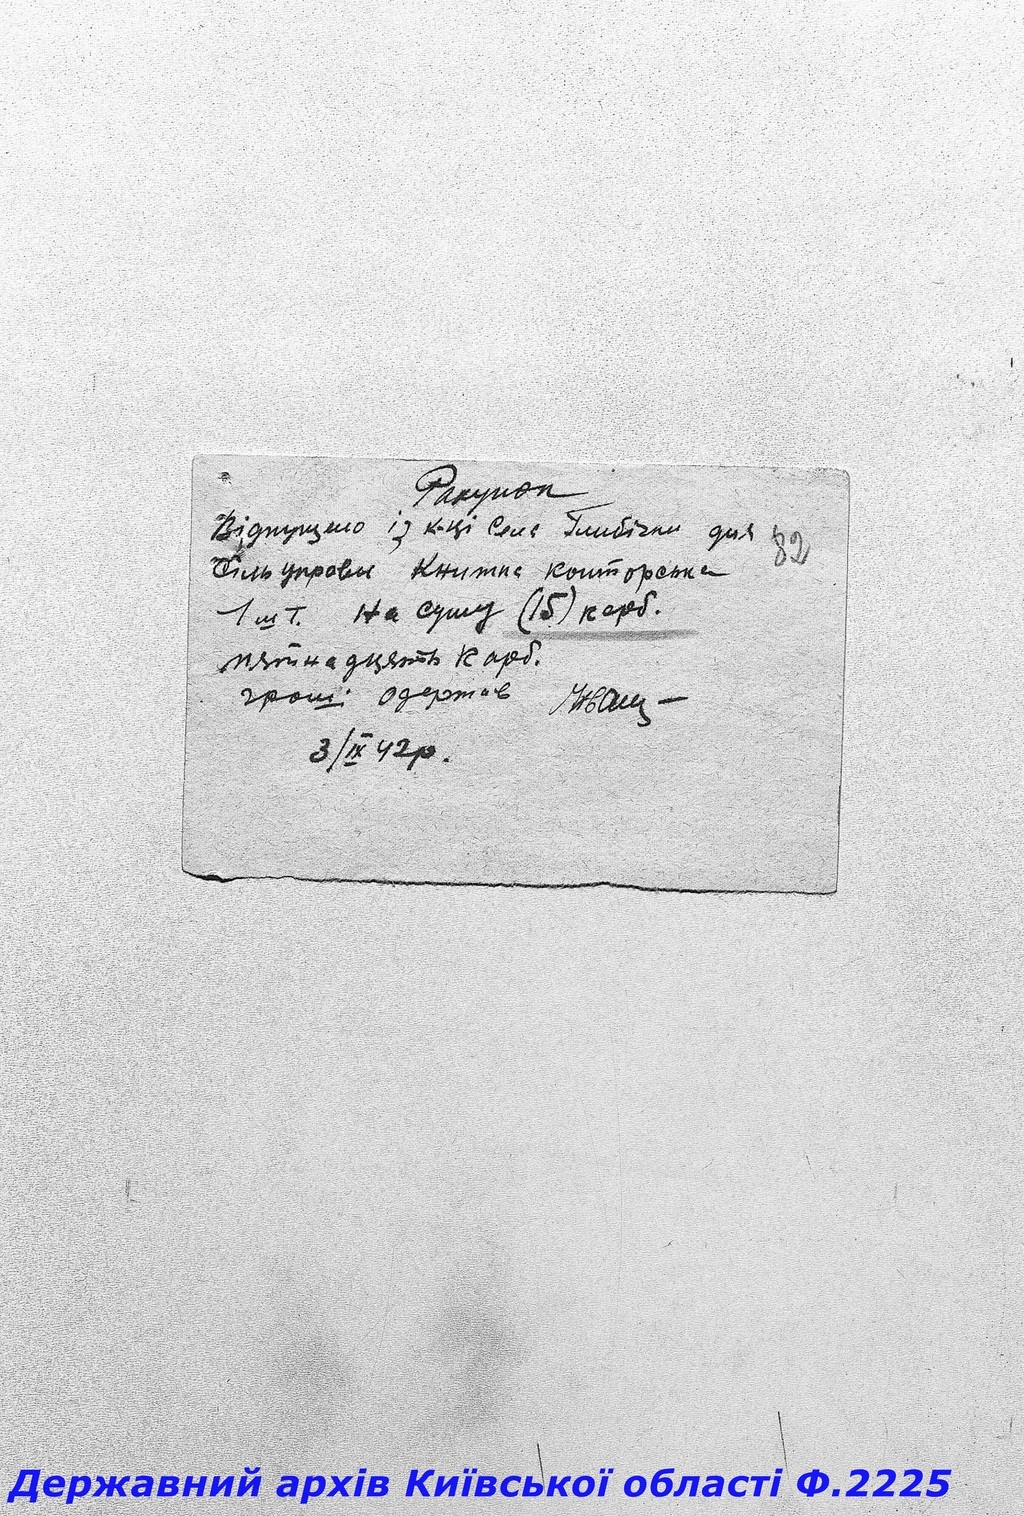 Рахунок
Відпущено із к-ці Села Глибічки для
82
Сільуправи Книжка конторська
1 шт. На суму (15) карб.
пятнадцять Карб.
гроші одержав
3/IX 42р.
Державний архів Київської області Ф.2225